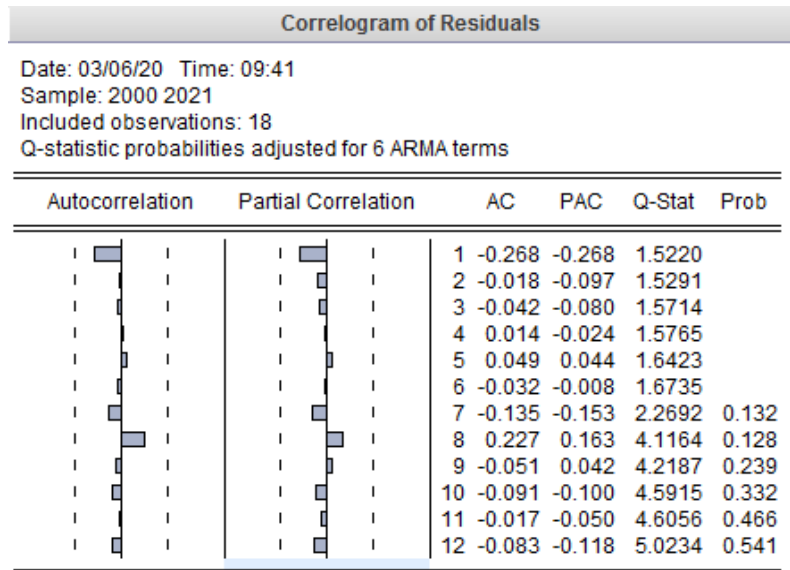 Correlogram of Residuals
Date: 03/06/20 Time: 09:41
Sample: 2000 2021
Included observations: 18
Q-statistic probabilities adjusted for 6 ARMA terms
Autocorrelation Partial Correlation AC PAC Q-Stat Prob
1 -0.268 -0.268 1.5220
2 -0.018 -0.097 1.5291
3 -0.042 -0.080 1.5714
4 0.014 -0.024 1.5765
5 0.049 0.044 1.6423
6 -0.032 -0.008 1.6735
7 -0.135 -0.153 2.2692 0.132
8 0.227 0.163 4.1164 0.128
9 -0.051 0.042 4.2187 0.239
10 -0.091 -0.100 4.5915 0.332
11 -0.017 -0.050 4.6056 0.466
12 -0.083 -0.118 5.0234 0.541